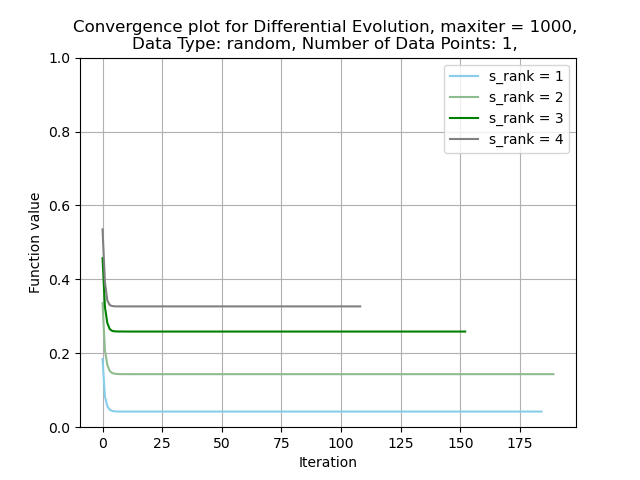 Convergence plot for Differential Evolution, maxiter = 1000,
Data Type: random, Number of Data Points: 1,
1.0
0.8
0.6
0.4
0.2
0.0
Function value
s_rank = 1
s_rank = 2
s_rank = 3
s_rank = 4
0 25 50 75 100 125 150 175
Iteration